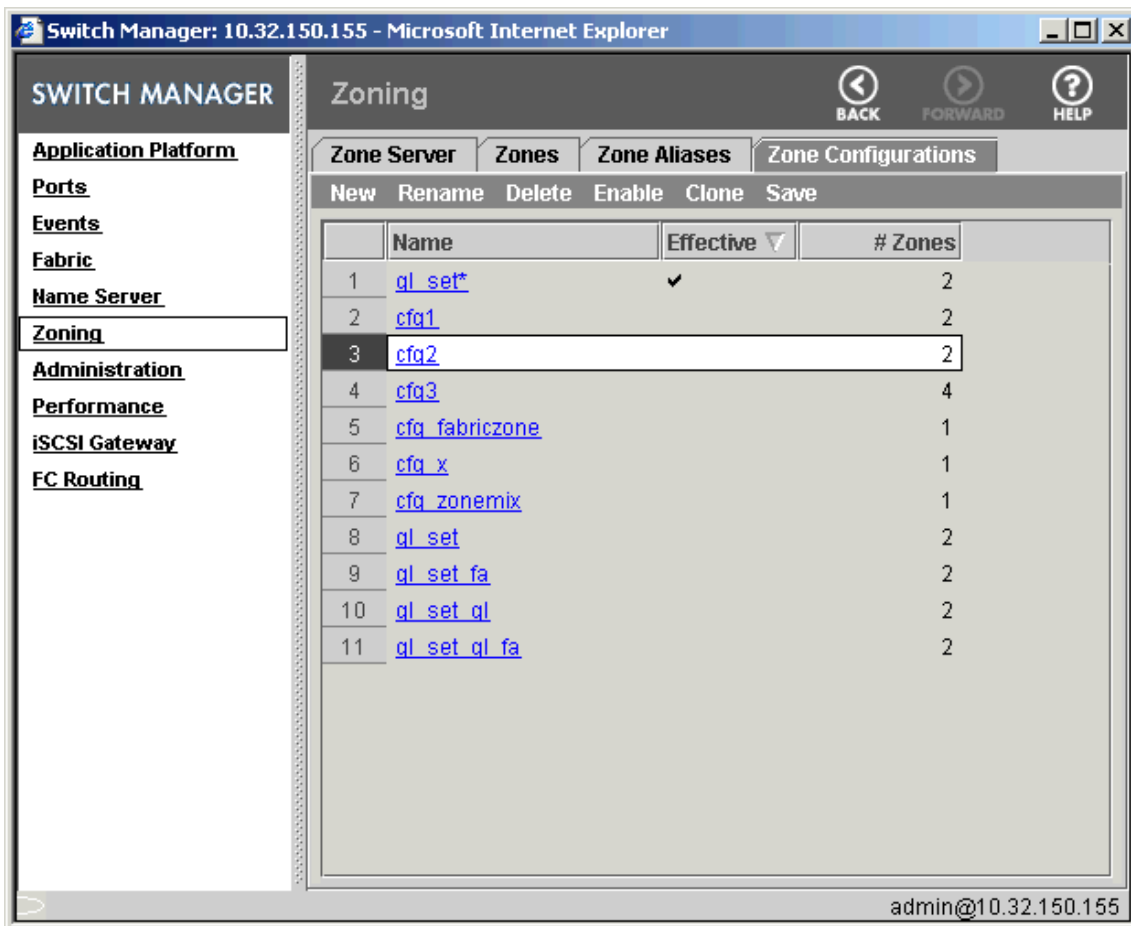 Switch Manager: 10.32.150.155 - Microsoft Internet Explorer
SWITCH MANAGER
Zoning
BACK
FORWARD
HELP
Application Platform
Ports
Events
Fabric
Name Server
Zoning
Administration
Performance
iSCSI Gateway
FC Routing
Zone Server Zones Zone Aliases Zone Configurations
New Rename Delete Enable Clone Save
Name Effective # Zones
1 ql_set* ✔ 2
2 cfg1 2
3 cfg2 2
4 cfg3 4
5 cfg_fabriczone 1
6 cfg_x 1
7 cfg_zonemix 1
8 ql_set 2
9 ql_set_fa 2
10 ql_set_ql 2
11 ql_set_ql_fa 2
admin@10.32.150.155